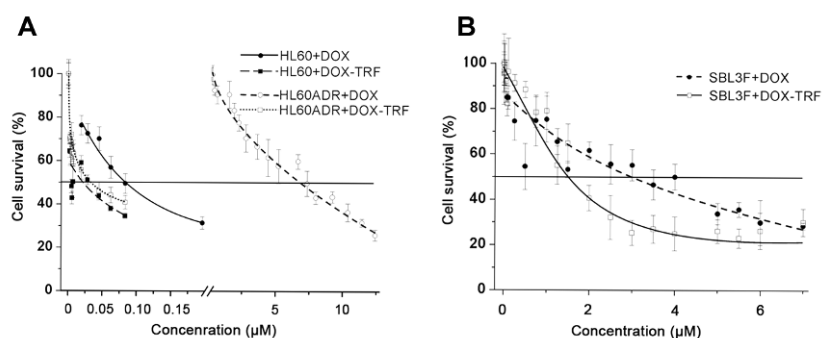 A
HL60+DOX
HL60+DOX-TRF
HL60ADR+DOX
HL60ADR+DOX-TRF
Cell survival (%)
100
80
60
40
20
0
0 0.05 0.10 0.15 5 10
Concenration (µM)
B
SBL3F+DOX
SBL3F+DOX-TRF
Cell survival (%)
100
80
60
40
20
0
0 2 4 6
Concentration (µM)